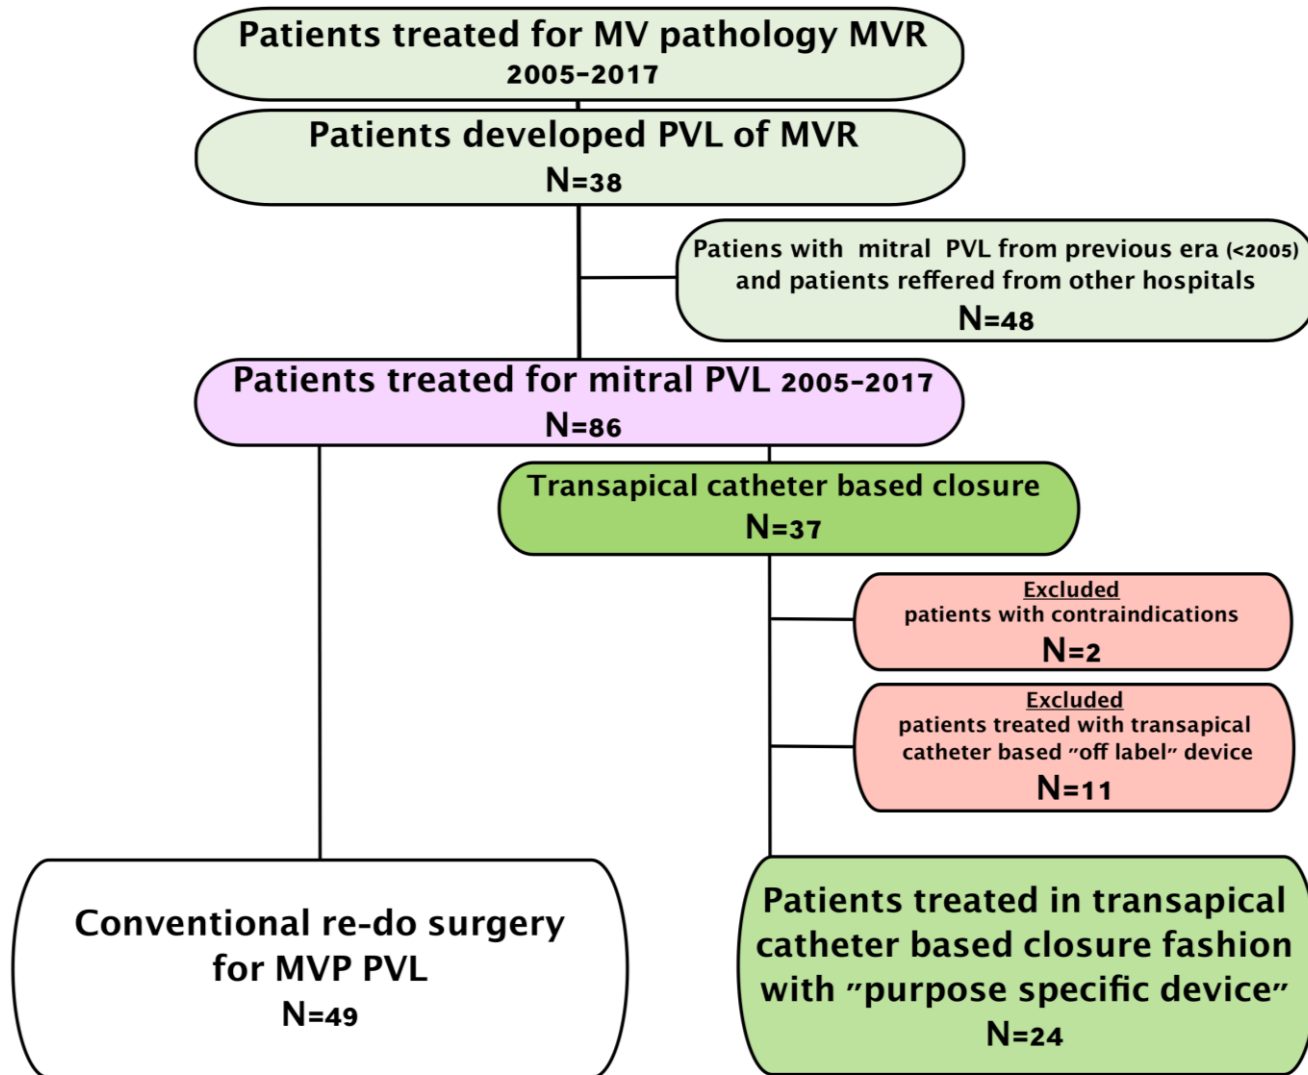 Patients treated for MV pathology MVR
2005-2017
Patients developed PVL of MVR
N=38
Patiens with mitral PVL from previous era (<2005)
and patients reffered from other hospitals
N=48
Patients treated for mitral PVL 2005-2017
N=86
Transapical catheter based closure
N=37
Excluded
patients with contraindications
N=2
Excluded
patients treated with transapical
catheter based "off label" device
N=11
Conventional re-do surgery
for MVP PVL
N=49
Patients treated in transapical
catheter based closure fashion
with "purpose specific device"
N=24